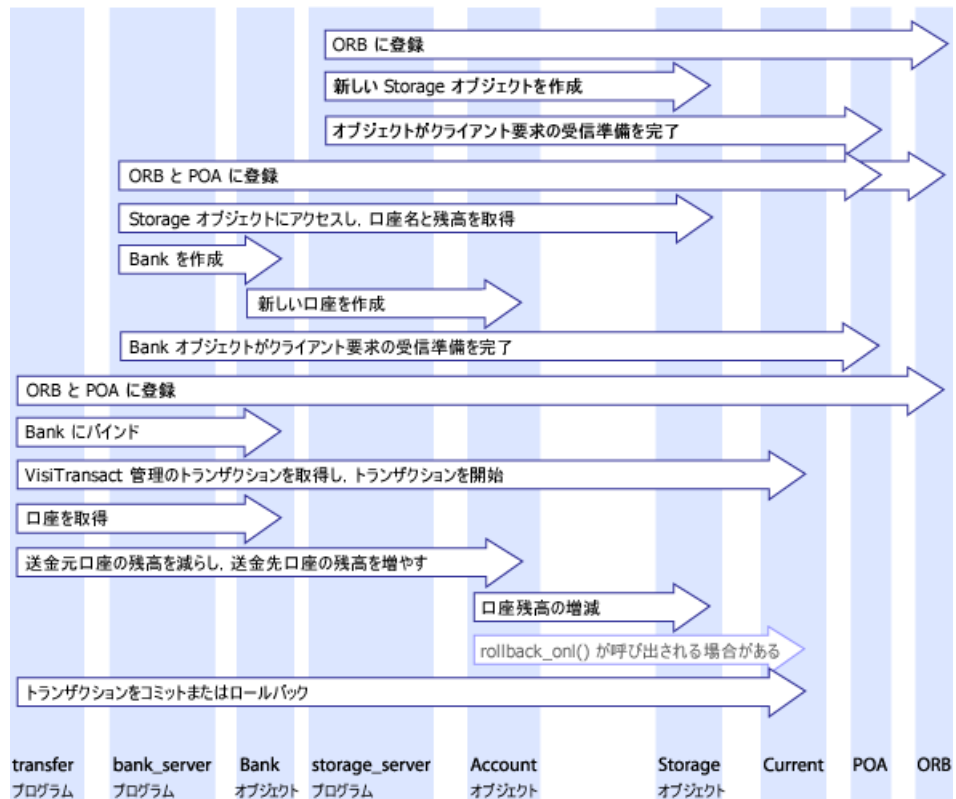 ORB に登録
新しい Storage オブジェクトを作成
オブジェクトがクライアント要求の受信準備を完了
ORB と POA に登録
Storage オブジェクトにアクセスし，口座名と残高を取得
Bank を作成
新しい口座を作成
Bank オブジェクトがクライアント要求の受信準備を完了
ORB と POA に登録
Bank にバインド
VisiTransact 管理のトランザクションを取得し，トランザクションを開始
口座を取得
送金元口座の残高を減らし，送金先口座の残高を増やす
口座残高の増減
rollback_onl() が呼び出される場合がある
トランザクションをコミットまたはロールバック
transfer bank_server Bank storage_server Account Storage Current POA ORB
プログラム プログラム オブジェクト プログラム オブジェクト オブジェクト